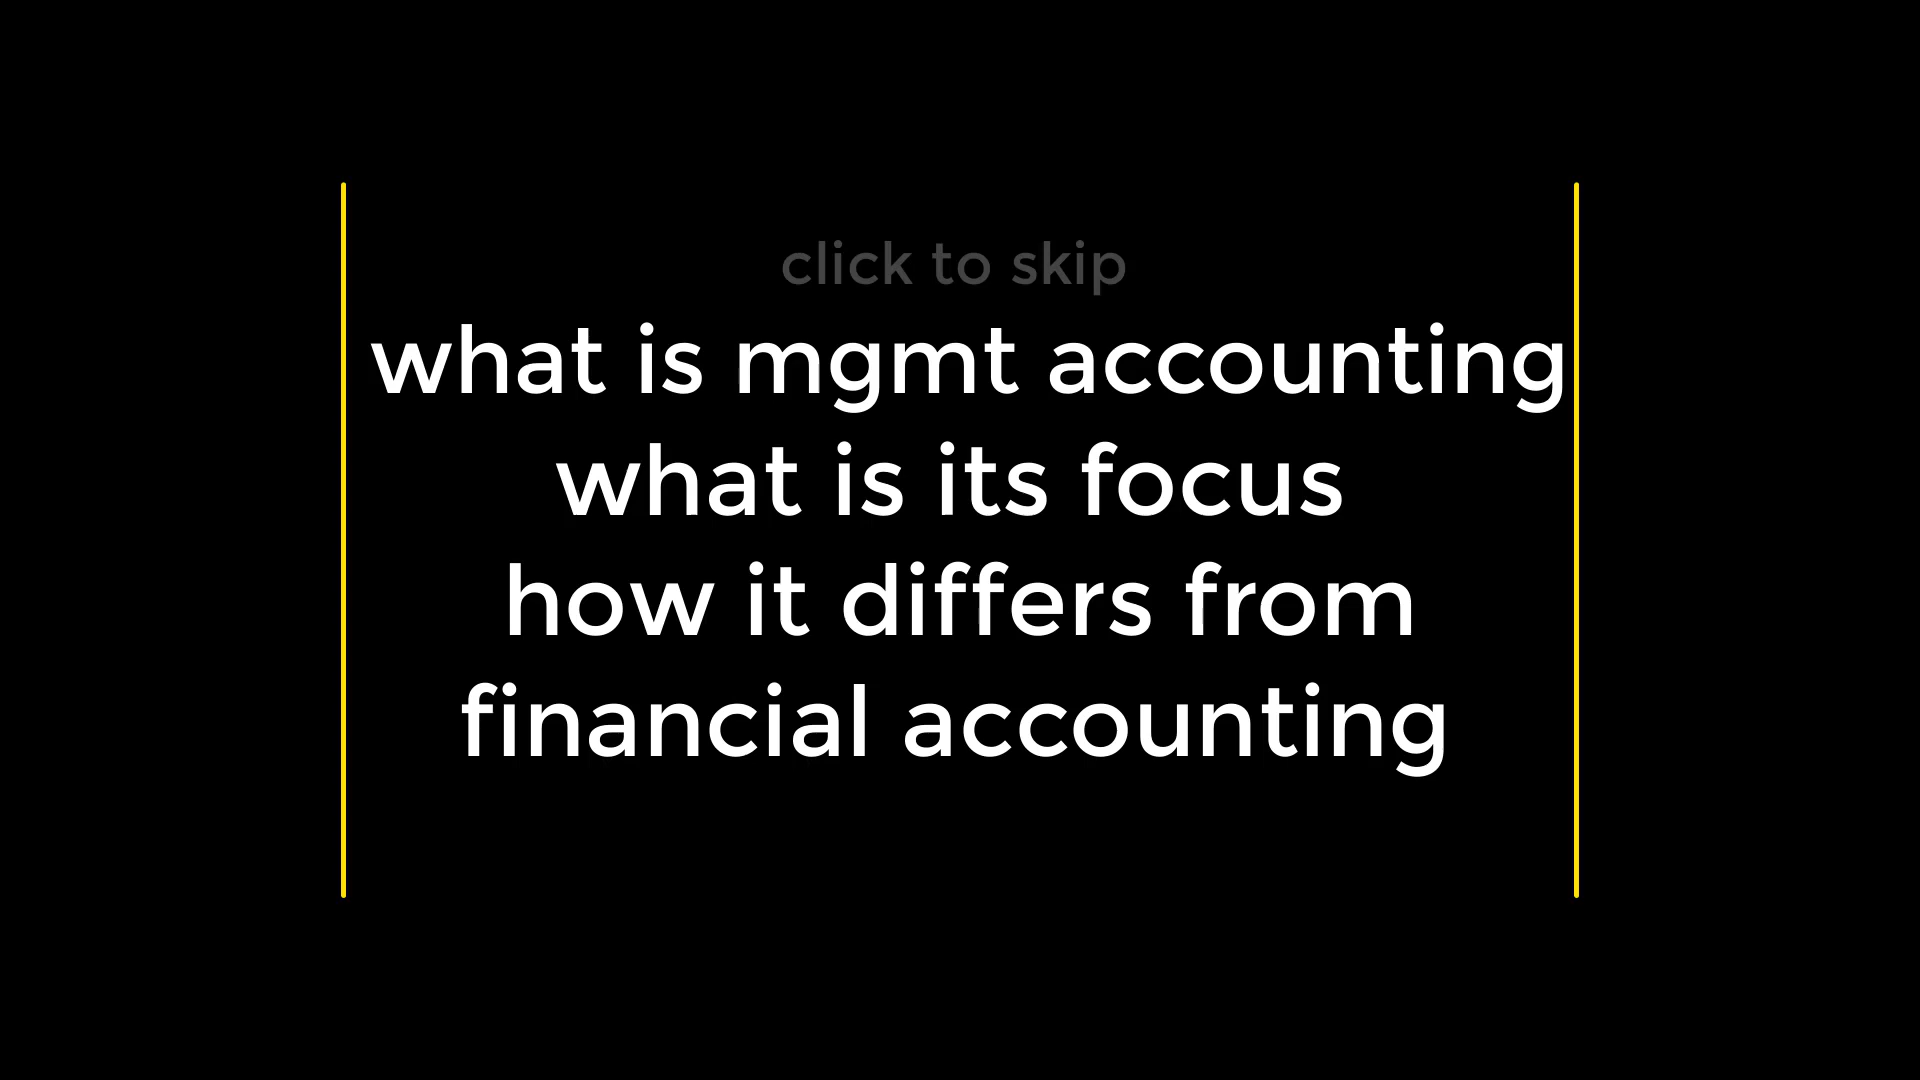 click to skip
what is mgmt accounting
what is its focus
how it differs from
financial accounting